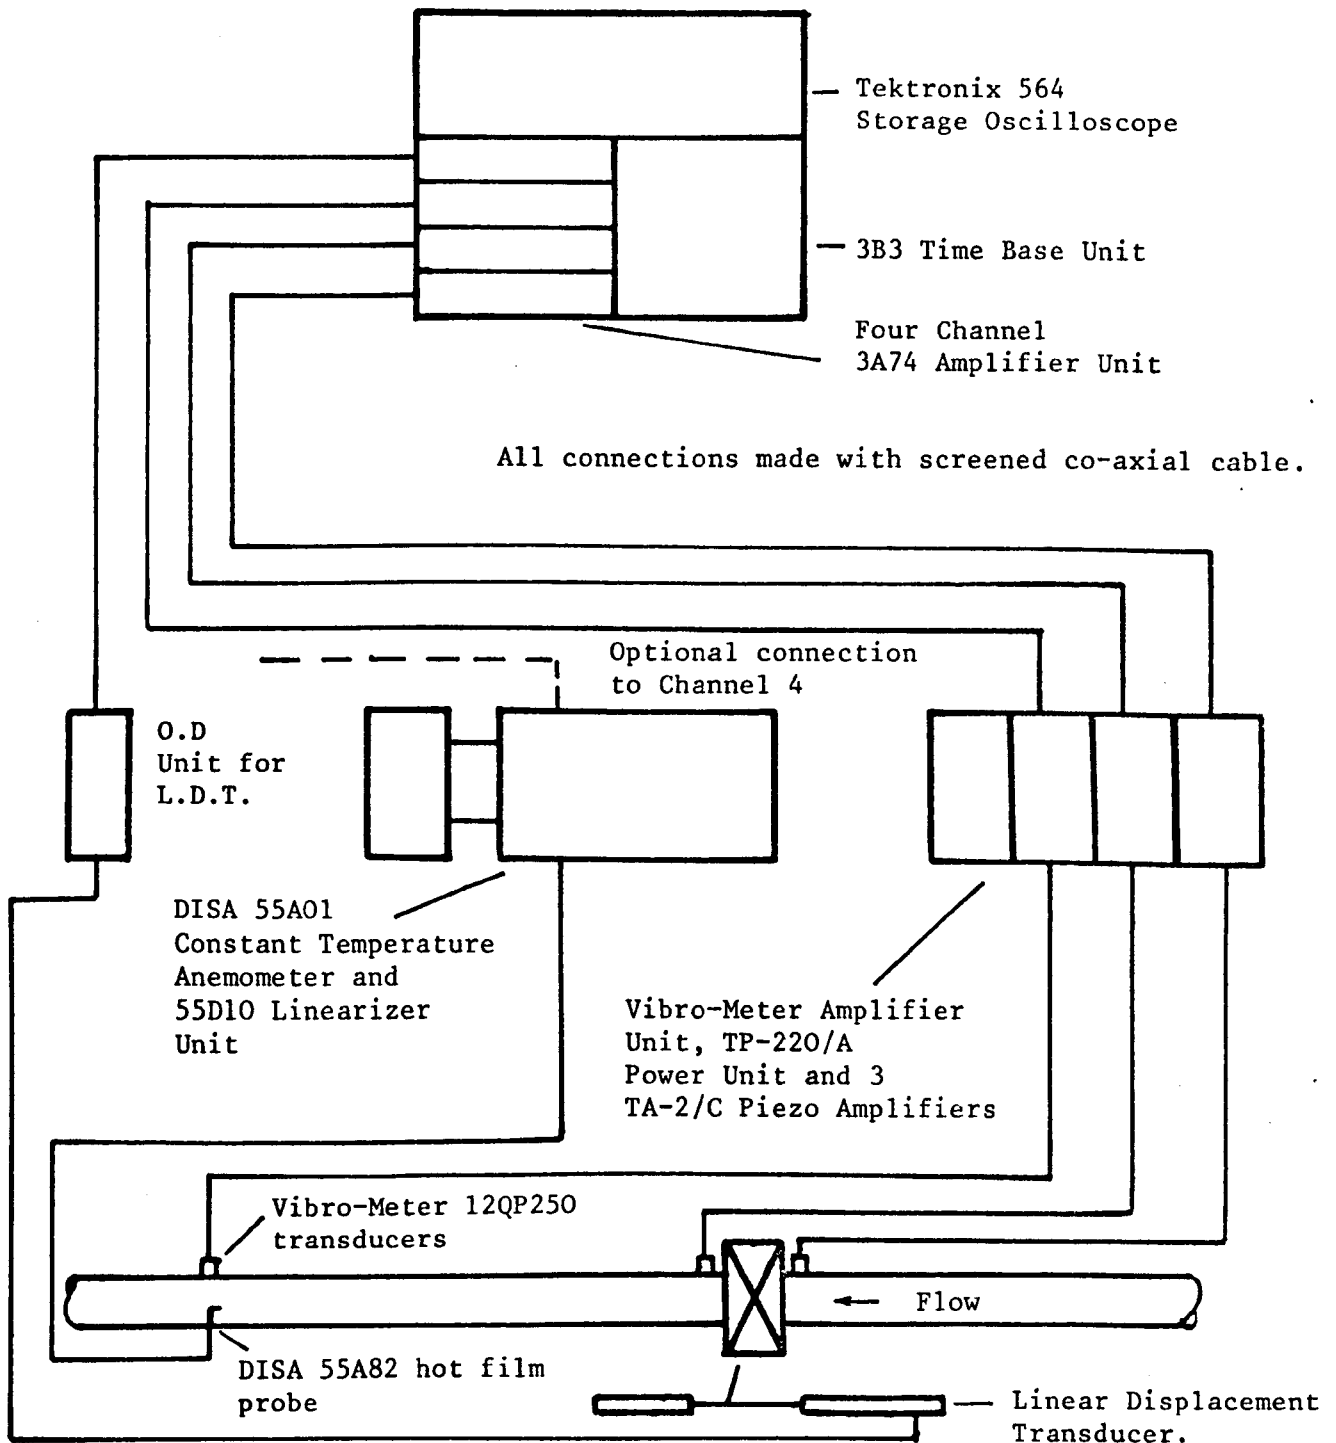 Tektronix 564
Storage Oscilloscope
3B3 Time Base Unit
Four Channel
3A74 Amplifier Unit
All connections made with screened co-axial cable.
Optional connection
to Channel 4
O.D
Unit for
L.D.T.
DISA 55A01
Constant Temperature
Anemometer and
55D10 Linearizer
Unit
Vibro-Meter Amplifier
Unit, TP-220/A
Power Unit and 3
TA-2/C Piezo Amplifiers
Vibro-Meter 12QP250
transducers
Flow
DISA 55A82 hot film
probe
Linear Displacement
Transducer.